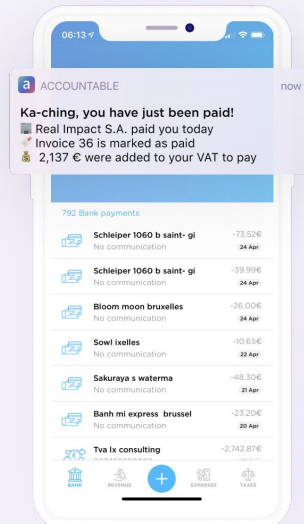 06:13
a ACCOUNTABLE
now
Ka-ching, you have just been paid!
Real Impact S.A. paid you today
Invoice 36 is marked as paid
2,137 € were added to your VAT to pay
792 Bank payments
Schleiper 1060 b saint- gi -73.52€
No communication 24 Apr
Schleiper 1060 b saint- gi -39.99€
No communication 24 Apr
Bloom moon bruxelles -26.00€
No communication 24 Apr
Sowl ixelles -10.65€
No communication 22 Apr
Sakuraya s waterma -48.30€
No communication 21 Apr
Banh mi express brussel -23.20€
No communication 20 Apr
Tva lx consulting -2,742.87€
BANK REVENUE + EXPENSES TAXES